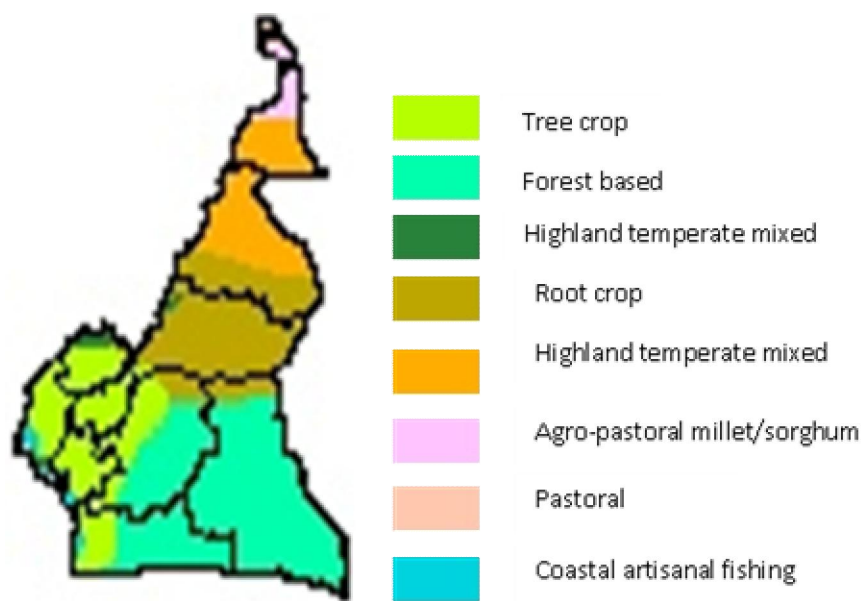 Tree crop
Forest based
Highland temperate mixed
Root crop
Highland temperate mixed
Agro-pastoral millet/sorghum
Pastoral
Coastal artisanal fishing